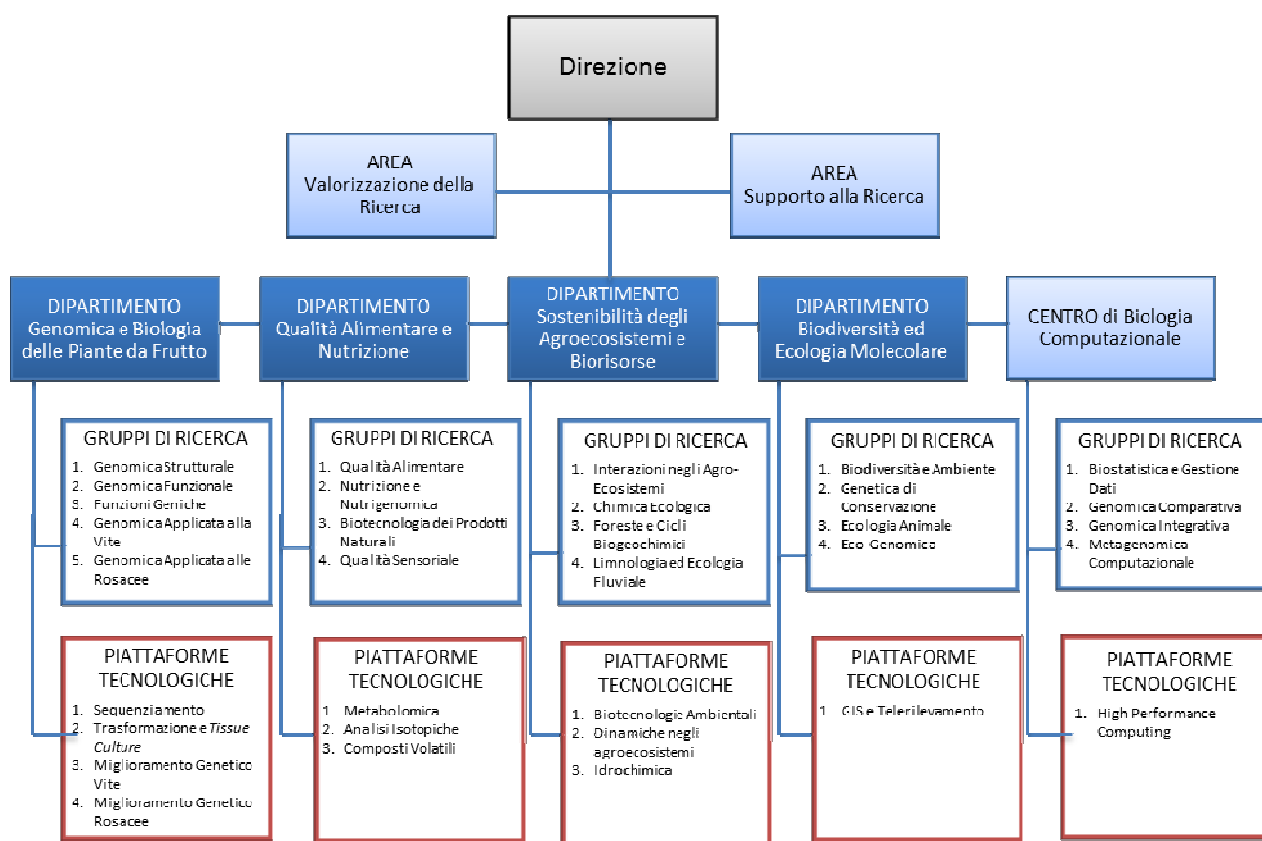 Direzione
AREA
Valorizzazione della
Ricerca
AREA
Supporto alla Ricerca
DIPARTIMENTO
Genomica e Biologia
delle Piante da Frutto
DIPARTIMENTO
Qualità Alimentare e
Nutrizione
DIPARTIMENTO
Sostenibilità degli
Agroecosistemi e
Biorisorse
DIPARTIMENTO
Biodiversità ed
Ecologia Molecolare
CENTRO di Biologia
Computazionale
GRUPPI DI RICERCA
1. Genomica Strutturale
2. Genomica Funzionale
3. Funzioni Geniche
4. Genomica Applicata alla
Vite
5. Genomica Applicata alle
Rosacee
GRUPPI DI RICERCA
1. Qualità Alimentare
2. Nutrizione e
Nutrigenomica
3. Biotecnologia dei Prodotti
Naturali
4. Qualità Sensoriale
GRUPPI DI RICERCA
1. Interazioni negli Agro-
Ecosistemi
2. Chimica Ecologica
3. Foreste e Cicli
Biogeochimici
4. Limnologia ed Ecologia
Fluviale
GRUPPI DI RICERCA
1. Biodiversità e Ambiente
2. Genetica di
Conservazione
3. Ecologia Animale
4. Eco-Genomica
GRUPPI DI RICERCA
1. Biostatistica e Gestione
Dati
2. Genomica Comparativa
3. Genomica Integrativa
4. Metagenomica
Computazionale
PIATTAFORME
TECNOLOGICHE
1. Sequenziamento
2. Trasformazione e Tissue
Culture
3. Miglioramento Genetico
Vite
4. Miglioramento Genetico
Rosacee
PIATTAFORME
TECNOLOGICHE
1. Metabolomica
2. Analisi Isotopiche
3. Composti Volatili
PIATTAFORME
TECNOLOGICHE
1. Biotecnologie Ambientali
2. Dinamiche negli
agroecosistemi
3. Idrochimica
PIATTAFORME
TECNOLOGICHE
1. GIS e Telerilevamento
PIATTAFORME
TECNOLOGICHE
1. High Performance
Computing